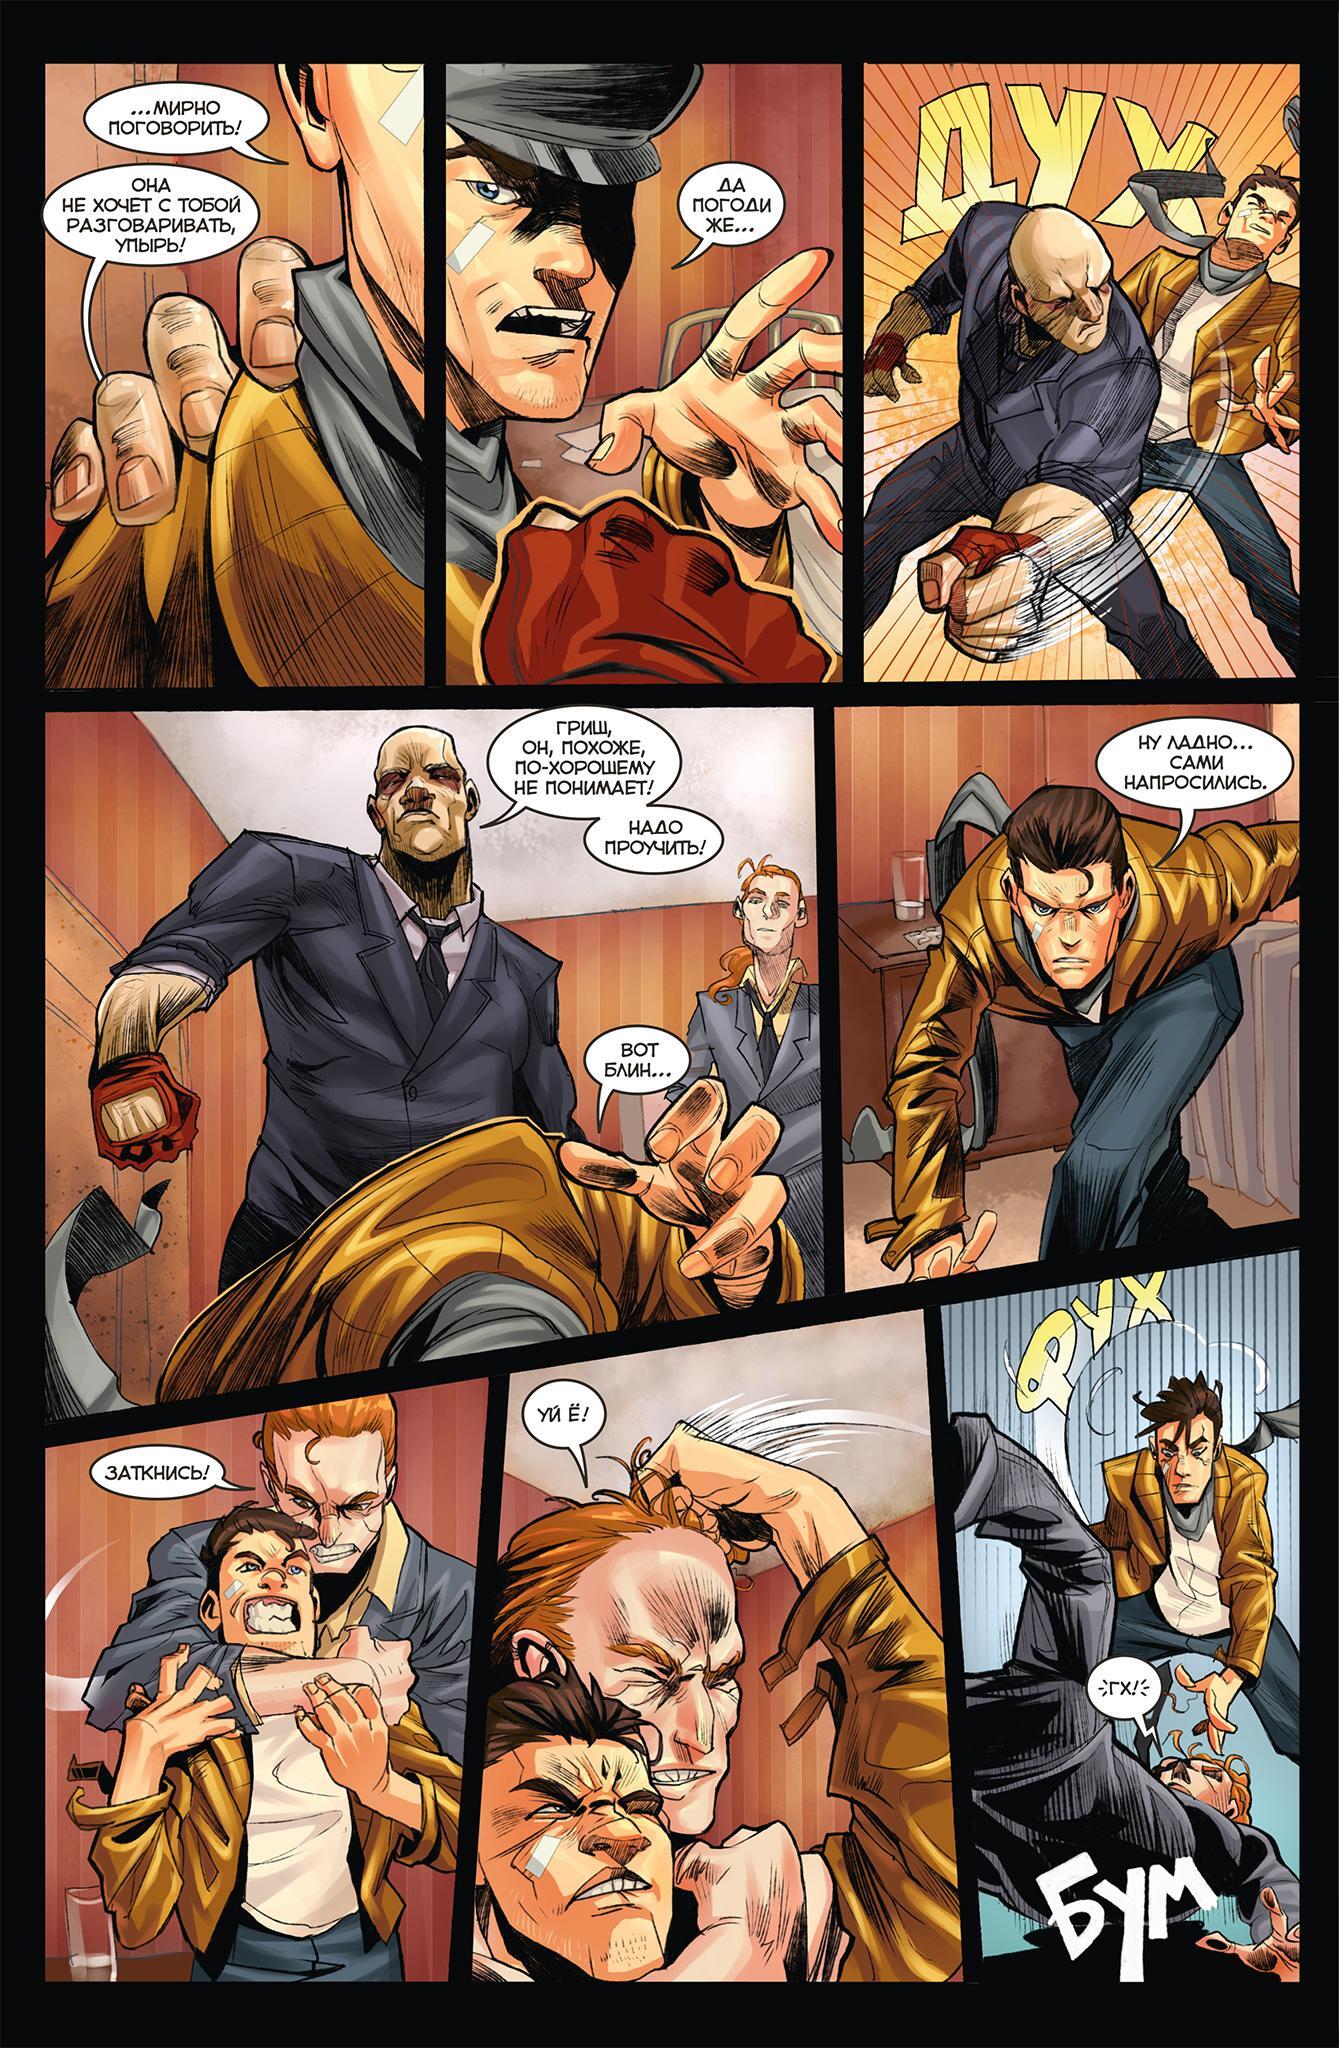 ...МИРНО
ПОГОВОРИТЬ!
ОНА
НЕ ХОЧЕТ С ТОБОЙ
РАЗГОВАРИВАТЬ,
УПЫРЬ!
ДА
ПОГОДИ
ЖЕ...
ДУХ
ГРИШ,
ОН, ПОХОЖЕ,
ПО-ХОРОШЕМУ
НЕ ПОНИМАЕТ!
НАДО
ПРОУЧИТЬ!
ВОТ
БЛИН...
НУ ЛАДНО...
САМИ
НАПРОСИЛИСЬ.
ЗАТКНИСЬ!
УЙ Ё!
ФУХ
ГХ!
БУМ